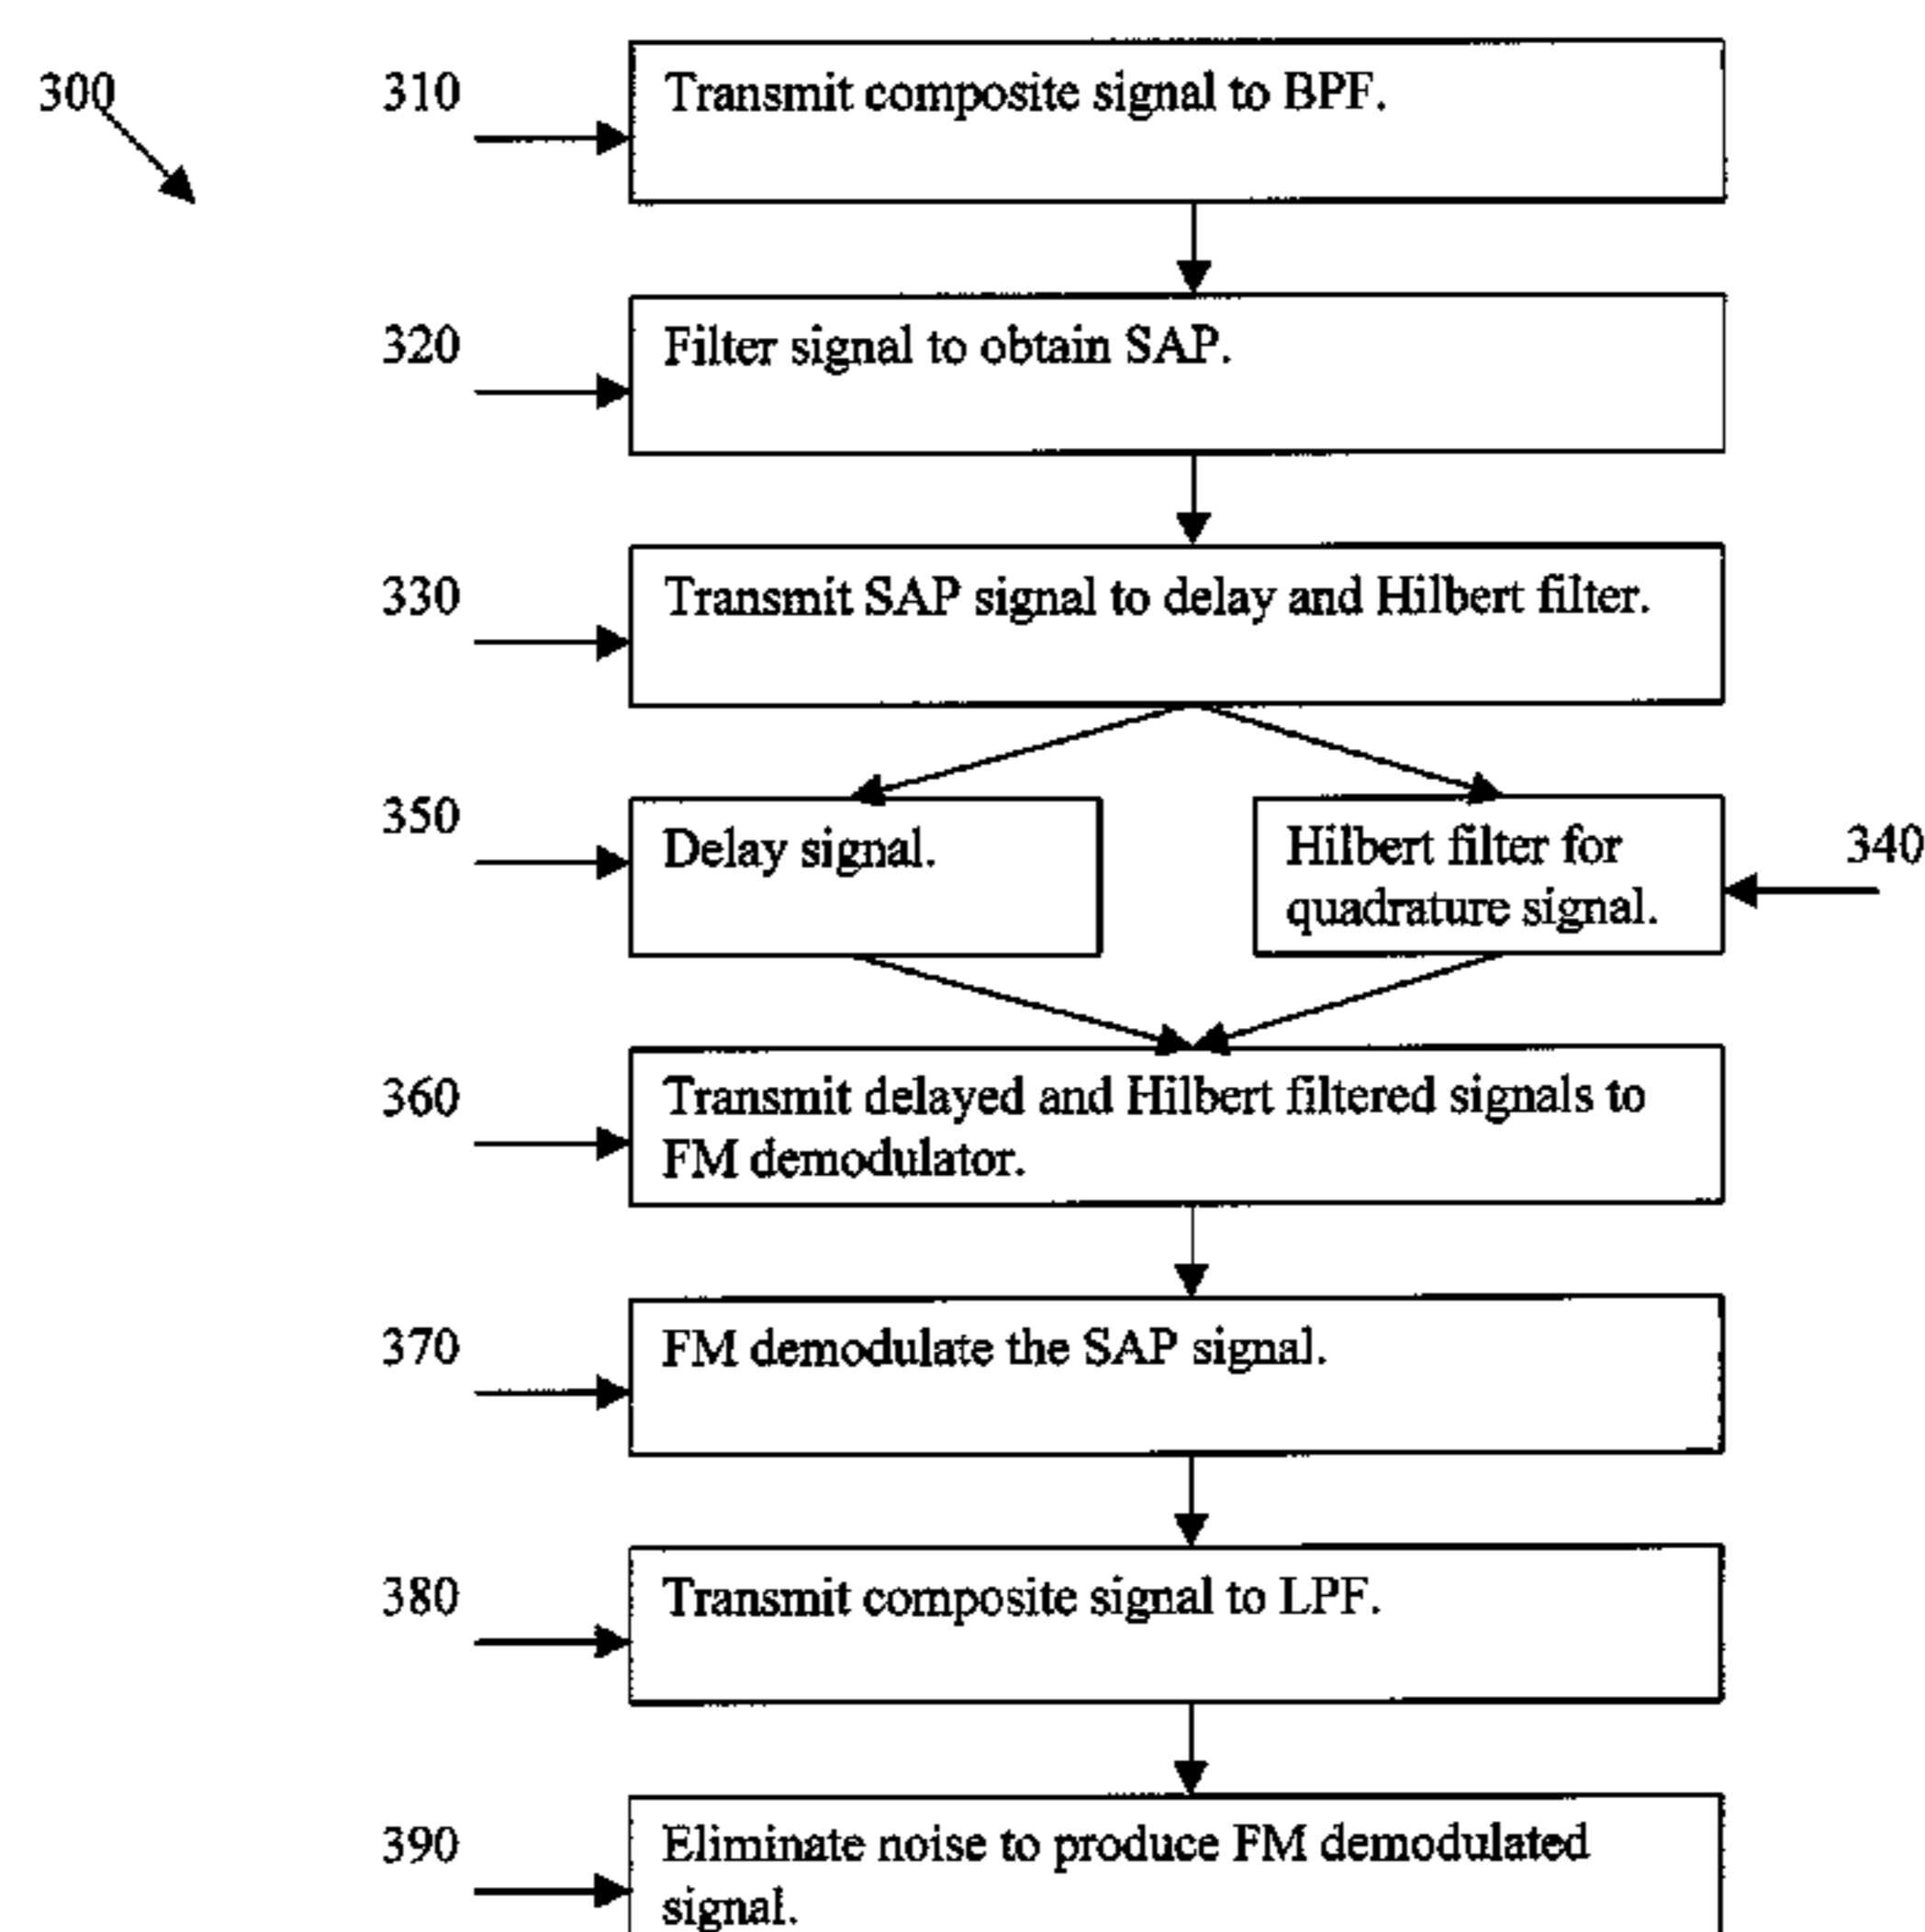 300
310
Transmit composite signal to BPF.
320
Filter signal to obtain SAP.
330
Transmit SAP signal to delay and Hilbert filter.
350
Delay signal.
Hilbert filter for
quadrature signal.
340
360
Transmit delayed and Hilbert filtered signals to
FM demodulator.
370
FM demodulate the SAP signal.
380
Transmit composite signal to LPF.
390
Eliminate noise to produce FM demodulated
signal.